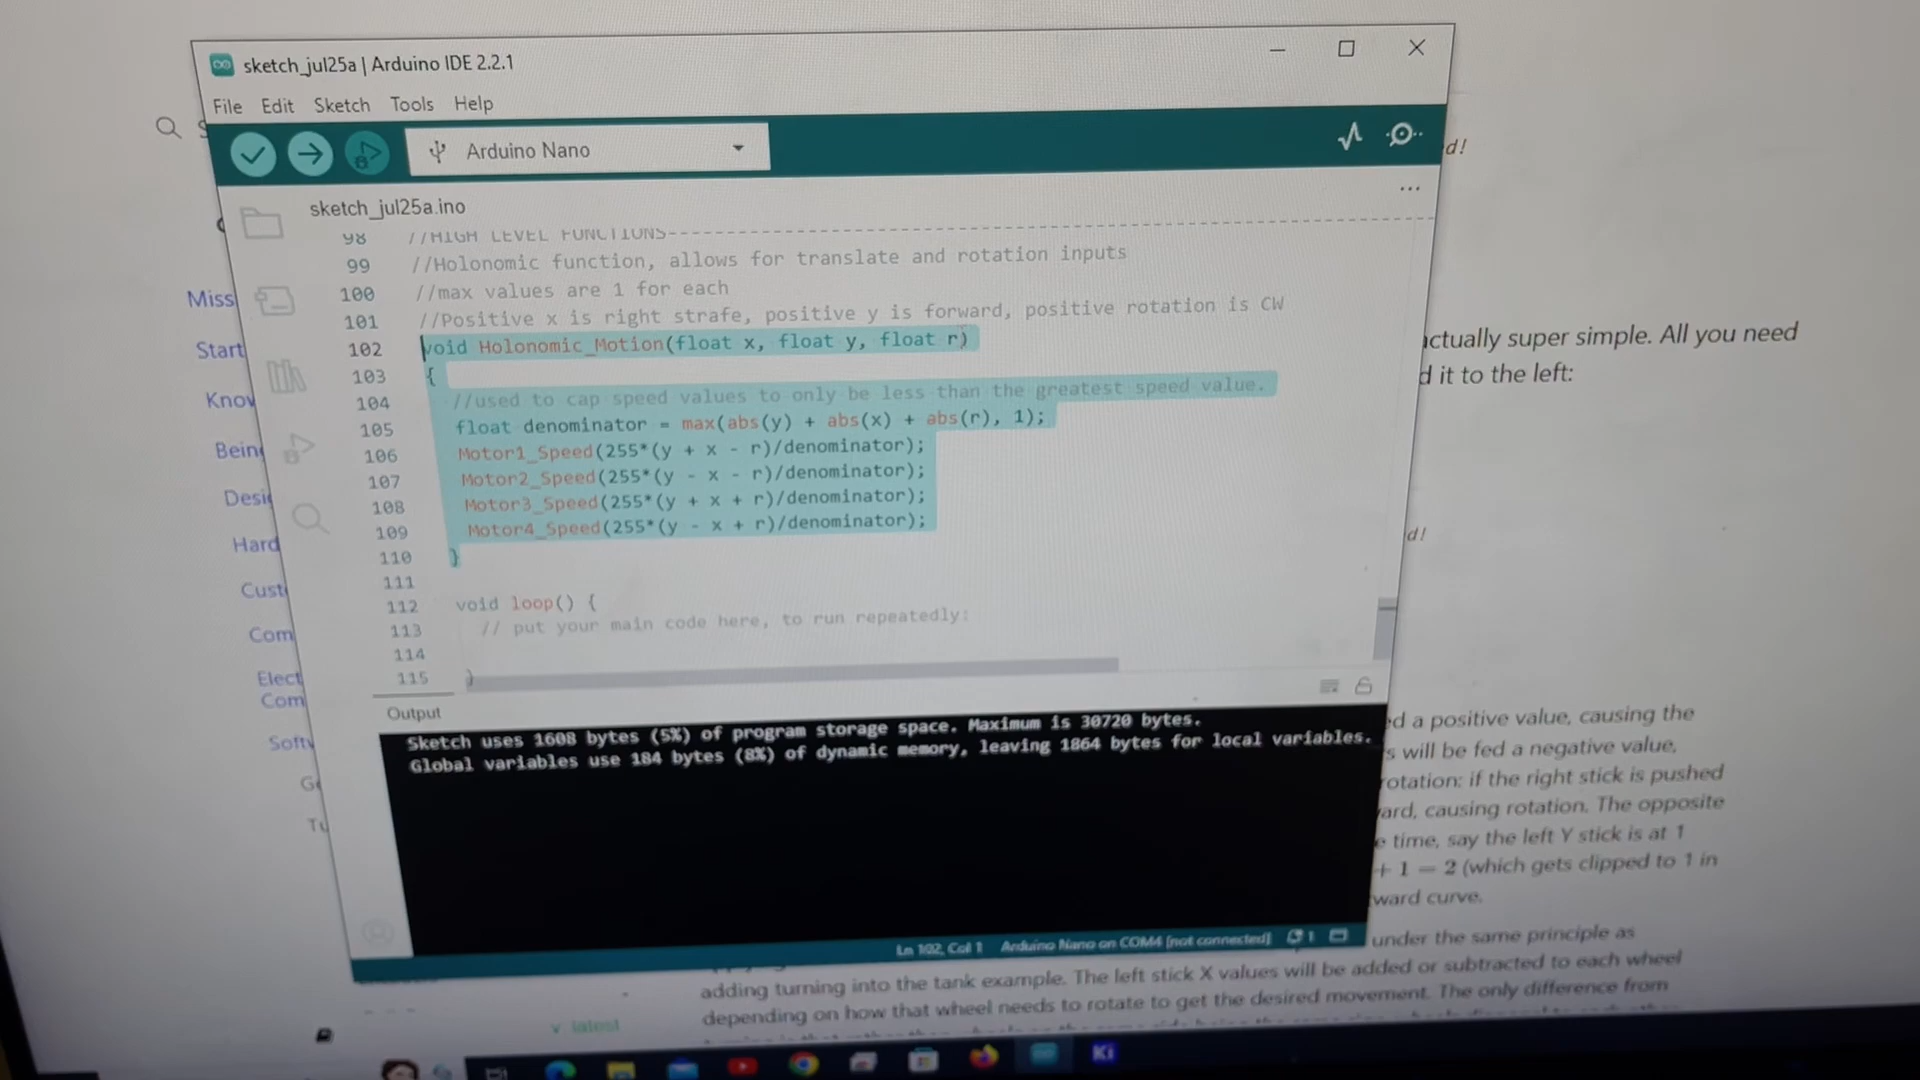 sketch_jul25a | Arduino IDE 2.2.1
File Edit Sketch Tools Help
Arduino Nano
d!
sketch_jul25a.ino
98 //HIGH LEVEL FUNCTIONS--------------------
99 //Holonomic function, allows for translate and rotation inputs
100 //max values are 1 for each
101 //Positive x is right strafe, positive y is forward, positive rotation is CW
102 void Holonomic_Motion(float x, float y, float r)
103 {
104 //used to cap speed values to only be less than the greatest speed value.
105 float denominator = max(abs(y) + abs(x) + abs(r), 1);
106 Motor1_Speed(255*(y + x - r)/denominator);
107 Motor2_Speed(255*(y - x - r)/denominator);
108 Motor3_Speed(255*(y + x + r)/denominator);
109 Motor4_Speed(255*(y - x + r)/denominator);
110 }
111
112 void loop() {
113 // put your main code here, to run repeatedly:
114
115 }
Output
Sketch uses 1608 bytes (5%) of program storage space. Maximum is 30720 bytes.
Global variables use 184 bytes (8%) of dynamic memory, leaving 1864 bytes for local variables.
Ln 102, Col 1 Arduino Nano on COM4 [not connected] 1
Miss
Start
Know
Being
Desi
Hard
Cust
Com
Elect
Com
Softw
G
Tu
actually super simple. All you need
d it to the left:
d!
ed a positive value, causing the
s will be fed a negative value,
rotation; if the right stick is pushed
ard, causing rotation. The opposite
e time, say the left Y stick is at 1
+ 1 = 2 (which gets clipped to 1 in
ward curve.
under the same principle as
adding turning into the tank example. The left stick X values will be added or subtracted to each wheel
depending on how that wheel needs to rotate to get the desired movement. The only difference from
v: latest
Ki